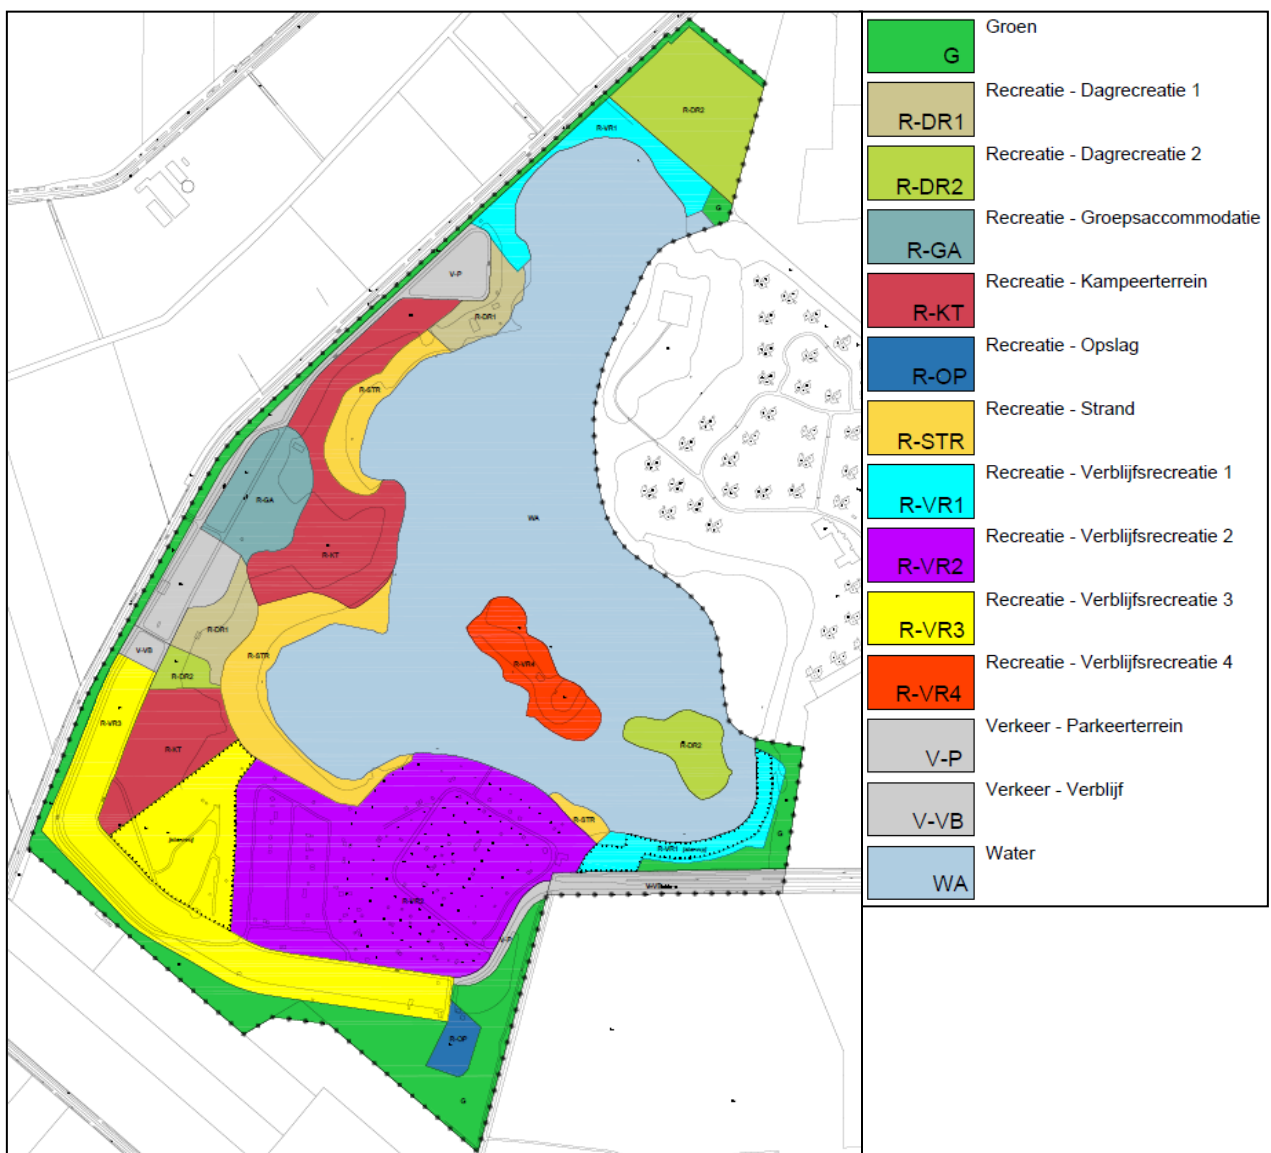 R-DR2
R-VR1
G
V-P
R-DR1
R-STR
R-GA
WA
R-KT
R-DR1
V-VB
R-STR
R-DR2
R-VR4
R-VR3
R-KT
R-DR2
R-STR
G
R-VR1
R-VR2
R-OP
G
Groen
G
Recreatie - Dagrecreatie 1
R-DR1
Recreatie - Dagrecreatie 2
R-DR2
Recreatie - Groepsaccommodatie
R-GA
Recreatie - Kampeerterrein
R-KT
Recreatie - Opslag
R-OP
Recreatie - Strand
R-STR
Recreatie - Verblijfsrecreatie 1
R-VR1
Recreatie - Verblijfsrecreatie 2
R-VR2
Recreatie - Verblijfsrecreatie 3
R-VR3
Recreatie - Verblijfsrecreatie 4
R-VR4
Verkeer - Parkeerterrein
V-P
Verkeer - Verblijf
V-VB
Water
WA